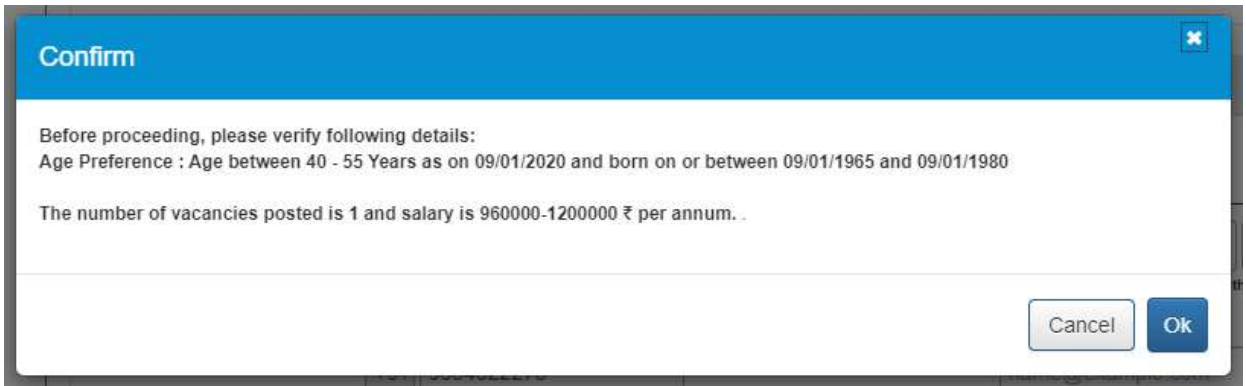 Confirm
Before proceeding, please verify following details:
Age Preference : Age between 40 - 55 Years as on 09/01/2020 and born on or between 09/01/1965 and 09/01/1980
The number of vacancies posted is 1 and salary is 960000-1200000 ₹ per annum. .
Cancel
Ok